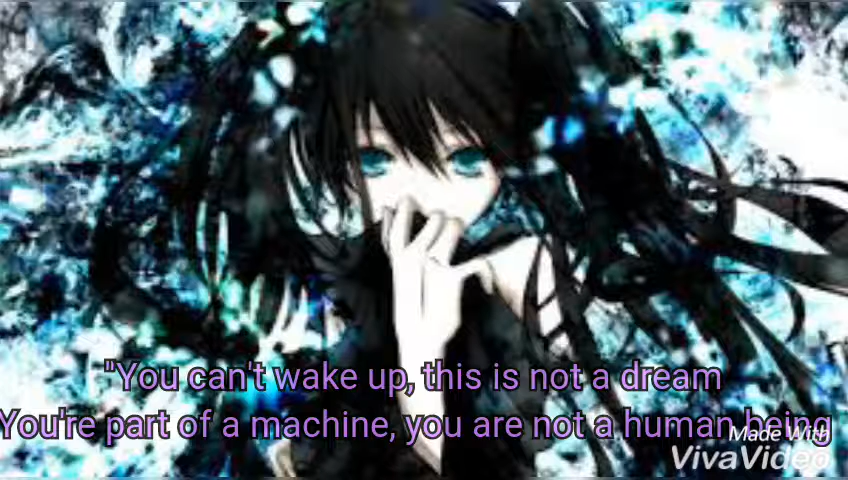 "You can't wake up, this is not a dream
You're part of a machine, you are not a human being
Made With
VivaVideo